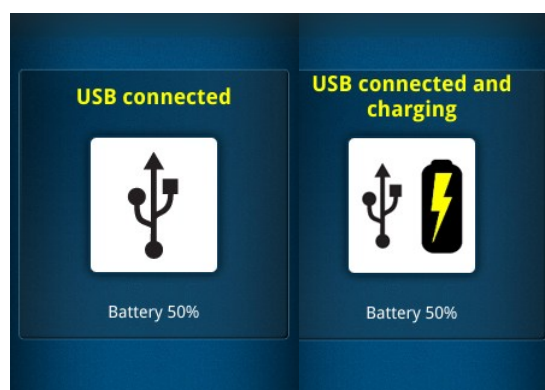 USB connected
Battery 50%
USB connected and
charging
Battery 50%